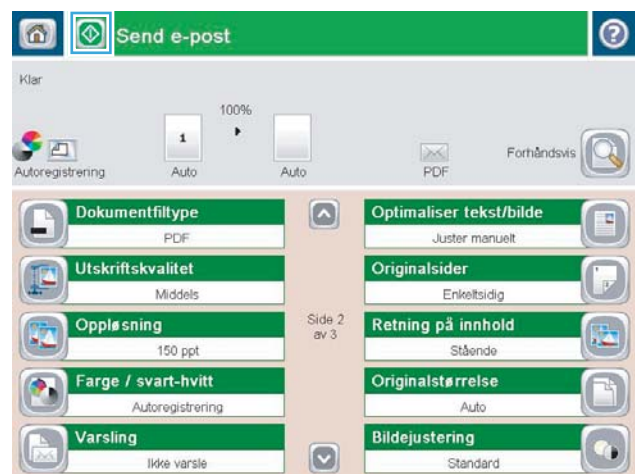 Send e-post
Klar
100%
1
Autoregistrering
Auto
Auto
PDF
Forhåndsvis
Dokumentfiltype
PDF
Utskriftskvalitet
Middels
Oppløsning
150 ppt
Farge / svart-hvitt
Autoregistrering
Varsling
Ikke varsle
Side 2
av 3
Optimaliser tekst/bilde
Juster manuelt
Originalsider
Enkeltsidig
Retning på innhold
Stående
Originalstørrelse
Auto
Bildejustering
Standard